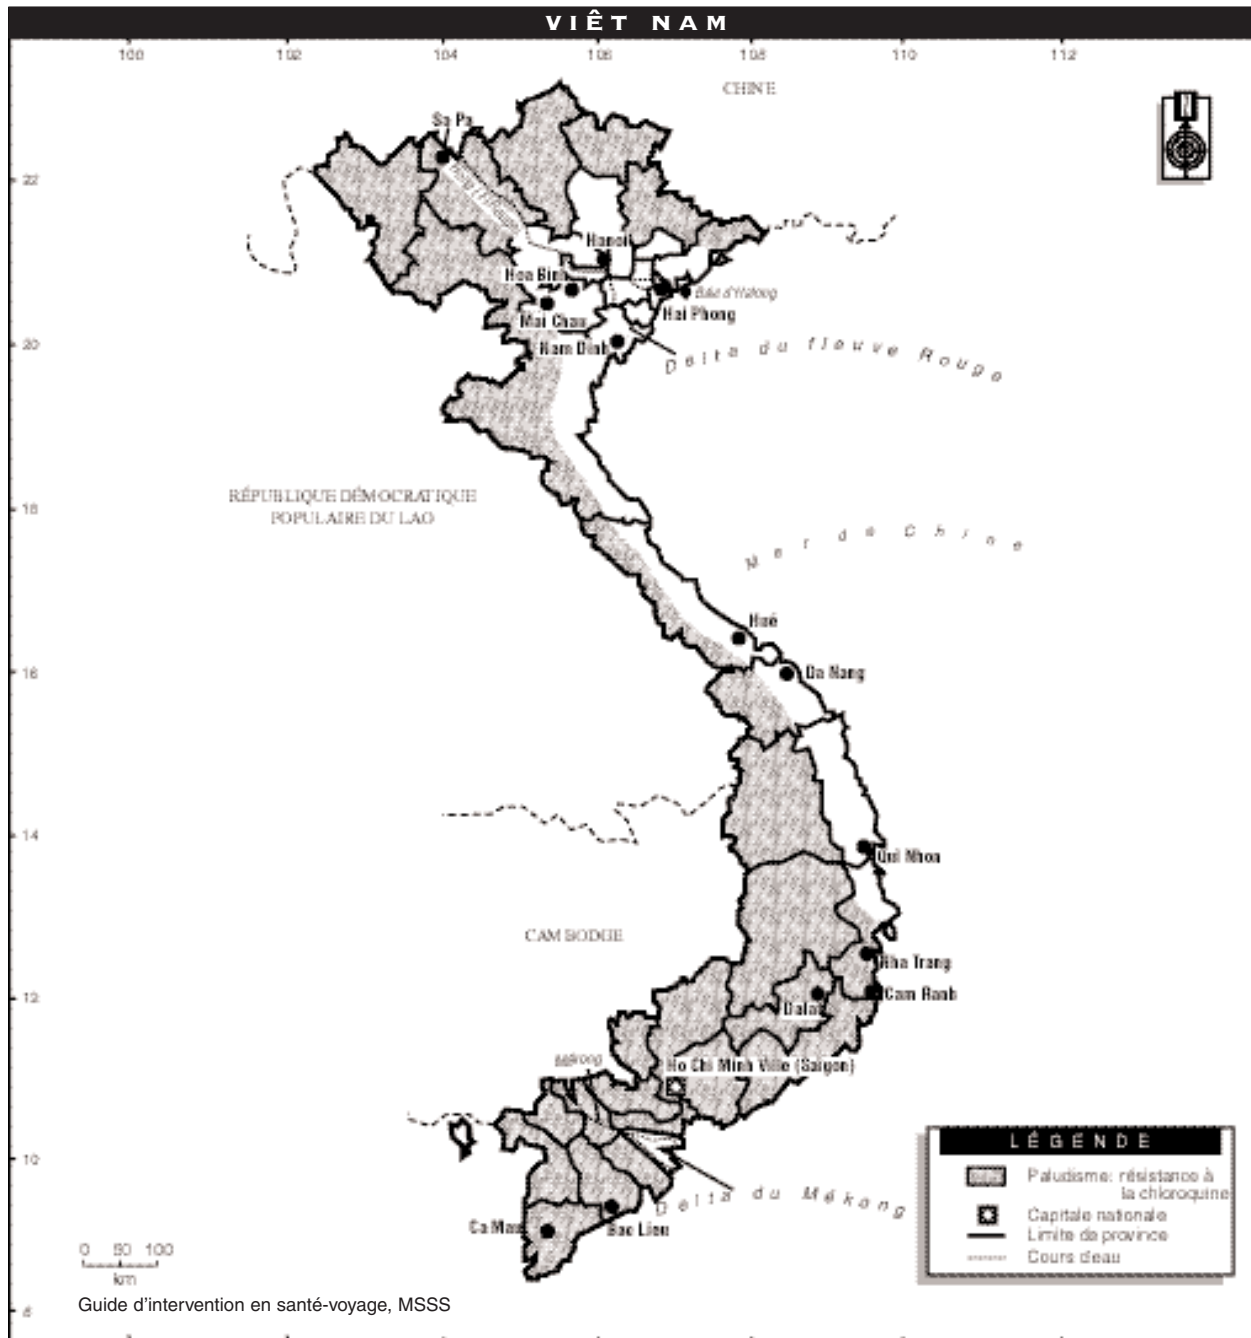 VIÊT NAM
100 102 104 106 108 110 112
CHINE
Sa Pa
22
Hanoi
Hoa Binh
Baie d'Halong
Mai Chau
Hai Phong
20
Nam Dinh
Delta du fleuve Rouge
RÉPUBLIQUE DÉMOCRATIQUE
POPULAIRE DU LAO
18
Mer de Chine
Hué
16
Da Nang
14
Qui Nhon
CAMBODGE
Nha Trang
12
Cam Ranh
Dalat
Mékong
Ho Chi Minh Ville (Saigon)
10
Delta du Mékong
Ca Mau
Bac Lieu
LÉGENDE
Paludisme: résistance à
la chloroquine
Capitale nationale
Limite de province
Cours d'eau
0 50 100
km
Guide d'intervention en santé-voyage, MSSS
8